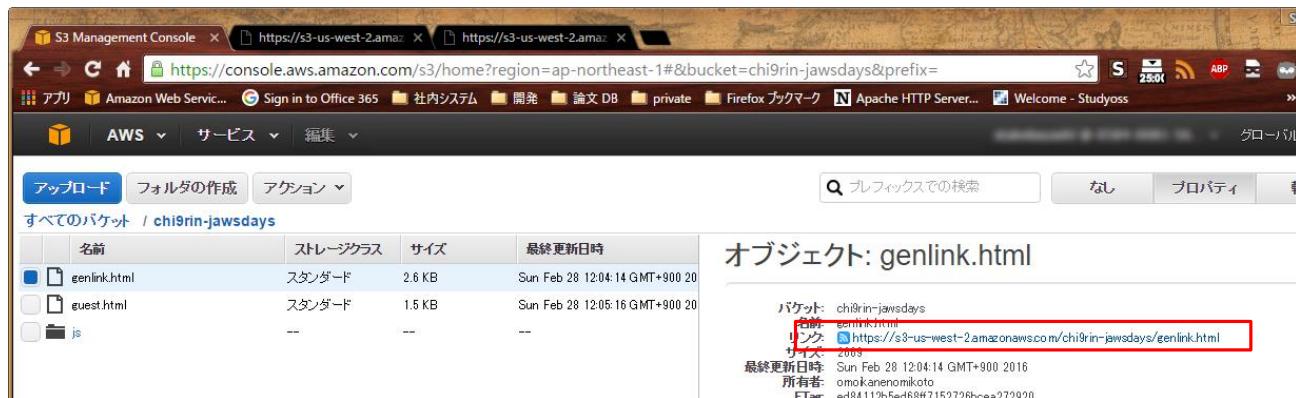 S3 Management Console
https://s3-us-west-2.amaz
https://s3-us-west-2.amaz
https://console.aws.amazon.com/s3/home?region=ap-northeast-1#&bucket=chi9rin-jawsdays&prefix=
S
25:0
ABP
アプリ Amazon Web Servic... Sign in to Office 365 社内システム 開発 論文 DB private Firefox ブックマーク Apache HTTP Server... Welcome - Studyoss »
AWS サービス 編集 グローバル
アップロード フォルダの作成 アクション プレフィックスでの検索 なし プロパティ
すべてのバケット / chi9rin-jawsdays
名前 ストレージクラス サイズ 最終更新日時
genlink.html スタンダード 2.6 KB Sun Feb 28 12:04:14 GMT+900 20
guest.html スタンダード 1.5 KB Sun Feb 28 12:05:16 GMT+900 20
js -- -- --
オブジェクト: genlink.html
バケット: chi9rin-jawsdays
名前: genlink.html
リンク: https://s3-us-west-2.amazonaws.com/chi9rin-jawsdays/genlink.html
サイズ: 2669
最終更新日時: Sun Feb 28 12:04:14 GMT+900 2016
所有者: omoikanenomikoto
ETag: